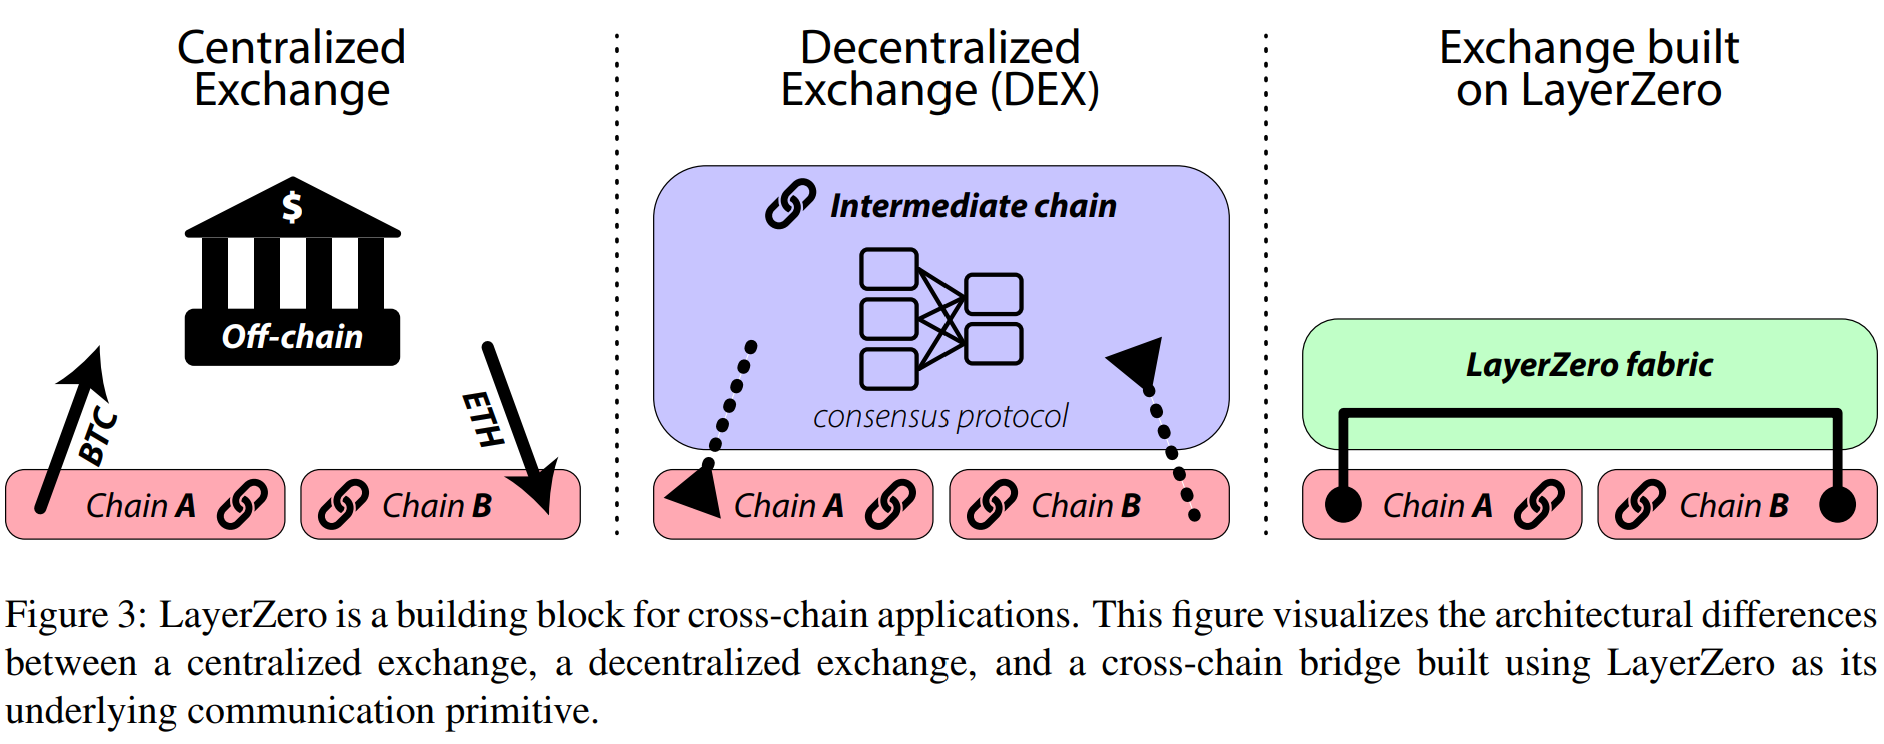 Centralized
Exchange
$
Off-chain
BTC
ETH
Chain A
Chain B
Decentralized
Exchange (DEX)
Intermediate chain
consensus protocol
Chain A
Chain B
Exchange built
on LayerZero
LayerZero fabric
Chain A
Chain B
Figure 3: LayerZero is a building block for cross-chain applications. This figure visualizes the architectural differences
between a centralized exchange, a decentralized exchange, and a cross-chain bridge built using LayerZero as its
underlying communication primitive.